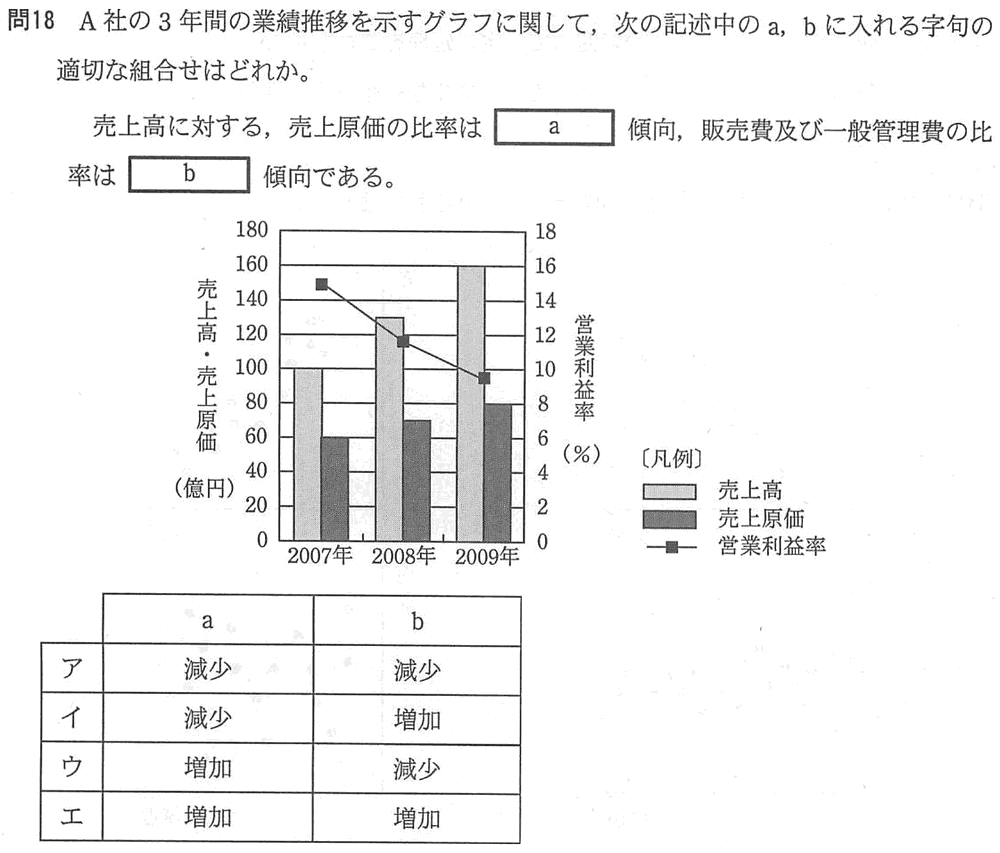 問18 A社の3年間の業績推移を示すグラフに関して，次の記述中のa，bに入れる字句の
適切な組合せはどれか。
売上高に対する，売上原価の比率は a 傾向，販売費及び一般管理費の比
率は b 傾向である。
180
160
140
120
100
80
60
40
20
0
売上高・売上原価
（億円）
18
16
14
12
10
8
6
4
2
0
営業利益率
（％）
2007年 2008年 2009年
〔凡例〕
売上高
売上原価
営業利益率
a b
ア 減少 減少
イ 減少 増加
ウ 増加 減少
エ 増加 増加